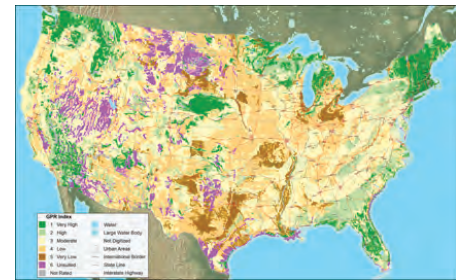 GPR Index
1 Very High
2 High
3 Moderate
4 Low
5 Very Low
6 Unsuited
Not Rated
Water
Large Water Body
Not Digitized
Urban Areas
International Border
State Line
Interstate Highway